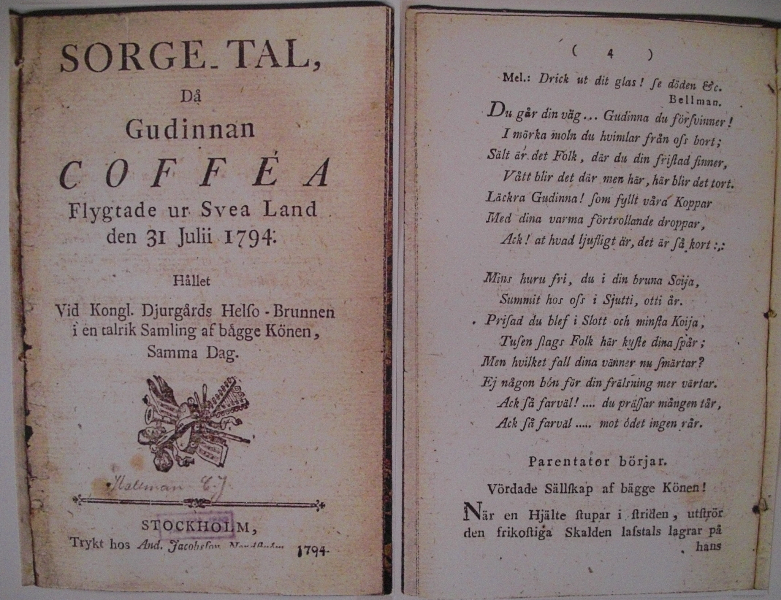 SORGE-TAL,
Då
Gudinnan
COFFÉA
Flygtade ur Svea Land
den 31 Julii 1794.
Hållet
Vid Kongl. Djurgårds Helso-Brunnen
i en talrik Samling af bågge Könen,
Samma Dag.
Hallman C.J.
STOCKHOLM,
Trykt hos And. Jacobsson 1794.
( 4 )
Mel.: Drick ut dit glas! ſe döden &c.
Bellman.
Du går din väg... Gudinna du förſvinner!
I mörka moln du hvimlar från oſs bort;
Sält är det Folk, där du din friſtad finner,
Vått blir det där men här, här blir det tort.
Läckra Gudinna! ſom fyllt våra Koppar
Med dina varma förtrollande droppar,
Ack! at hvad ljufligt är, det är ſå kort:,:
Mins huru fri, du i din bruna Soija,
Summit hos oſs i Sjutti, otti år.
Priſad du blef i Slott och minſta Koija,
Tuſen ſlags Folk här kyſte dina ſpår;
Men hvilket fall dina vänner nu ſmärtar?
Ej någon bön för din frälsning mer värtar.
Ack ſå farväl!.... du präſſar mången tår,
Ack ſå farväl..... mot ödet ingen rår.
Parentator börjar.
Vördade Sällſkap af bägge Könen!
När en Hjälte ſtupar i ſtriden, utſtrör
den frikoſtiga Skalden laſstals lagrar på
hans